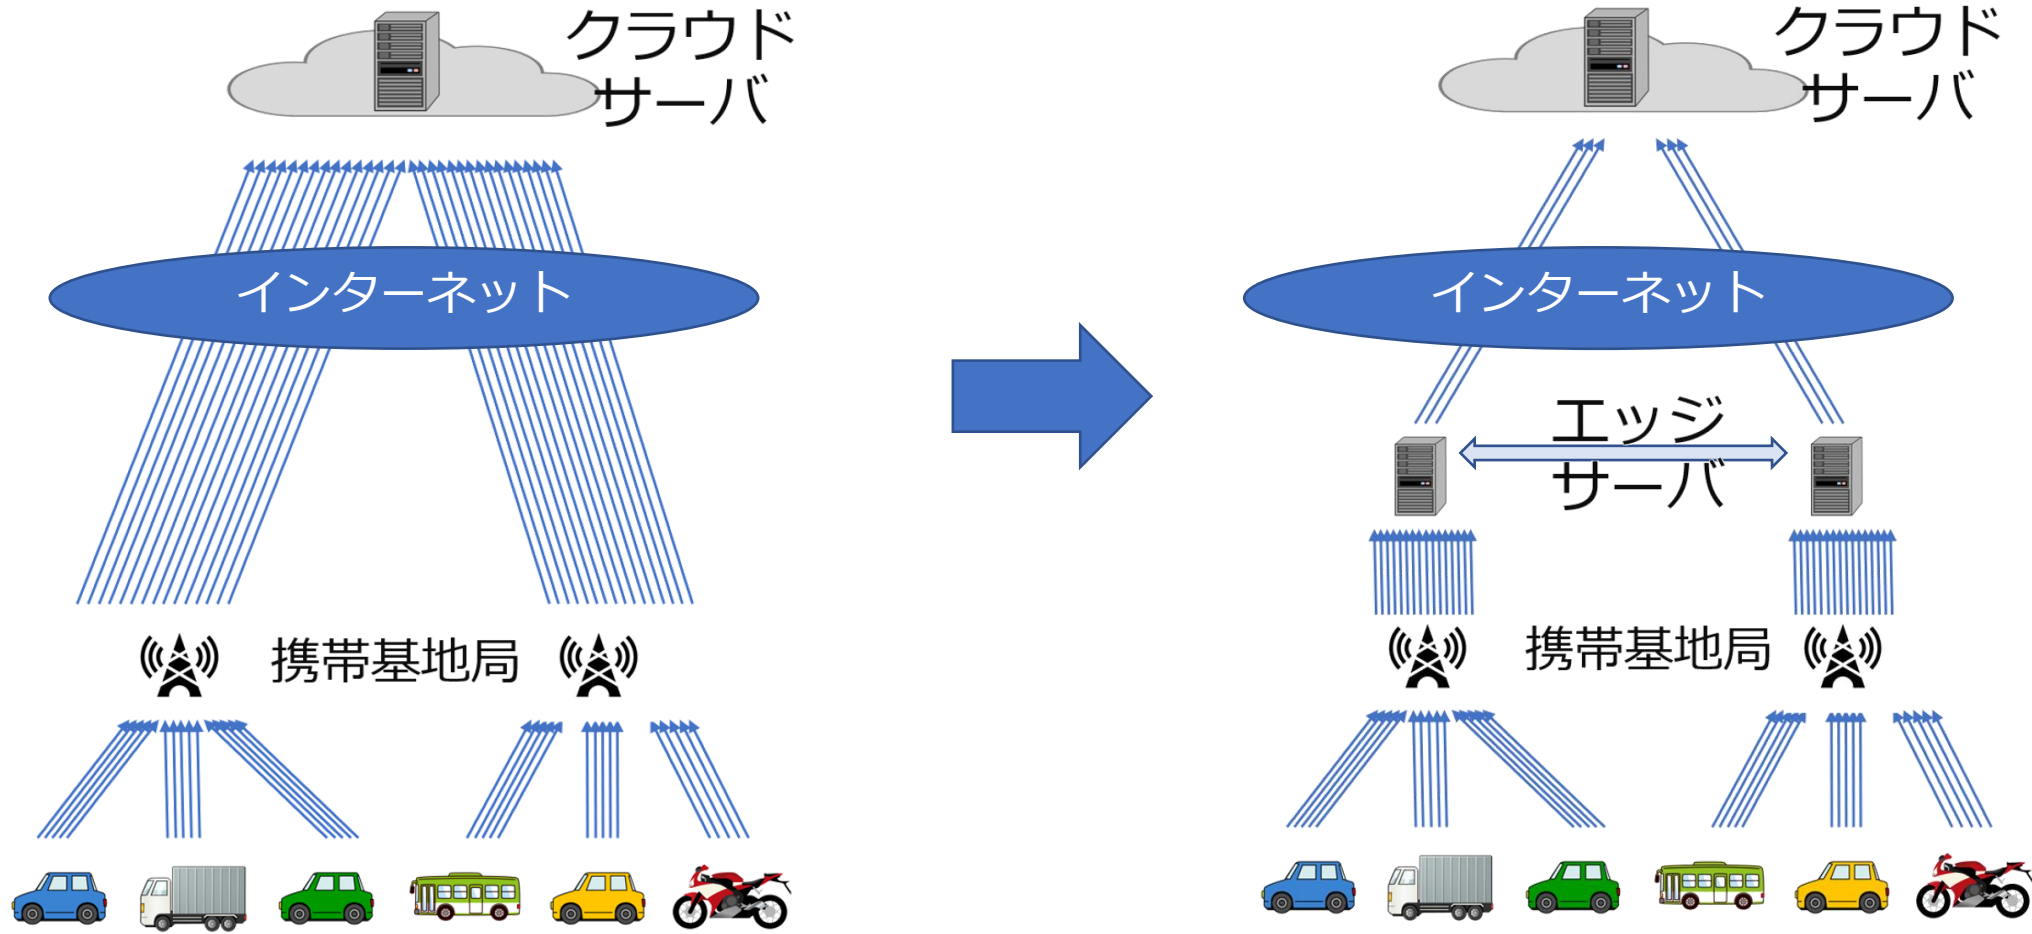 クラウド
サーバ
インターネット
携帯基地局
クラウド
サーバ
インターネット
エッジ
サーバ
携帯基地局